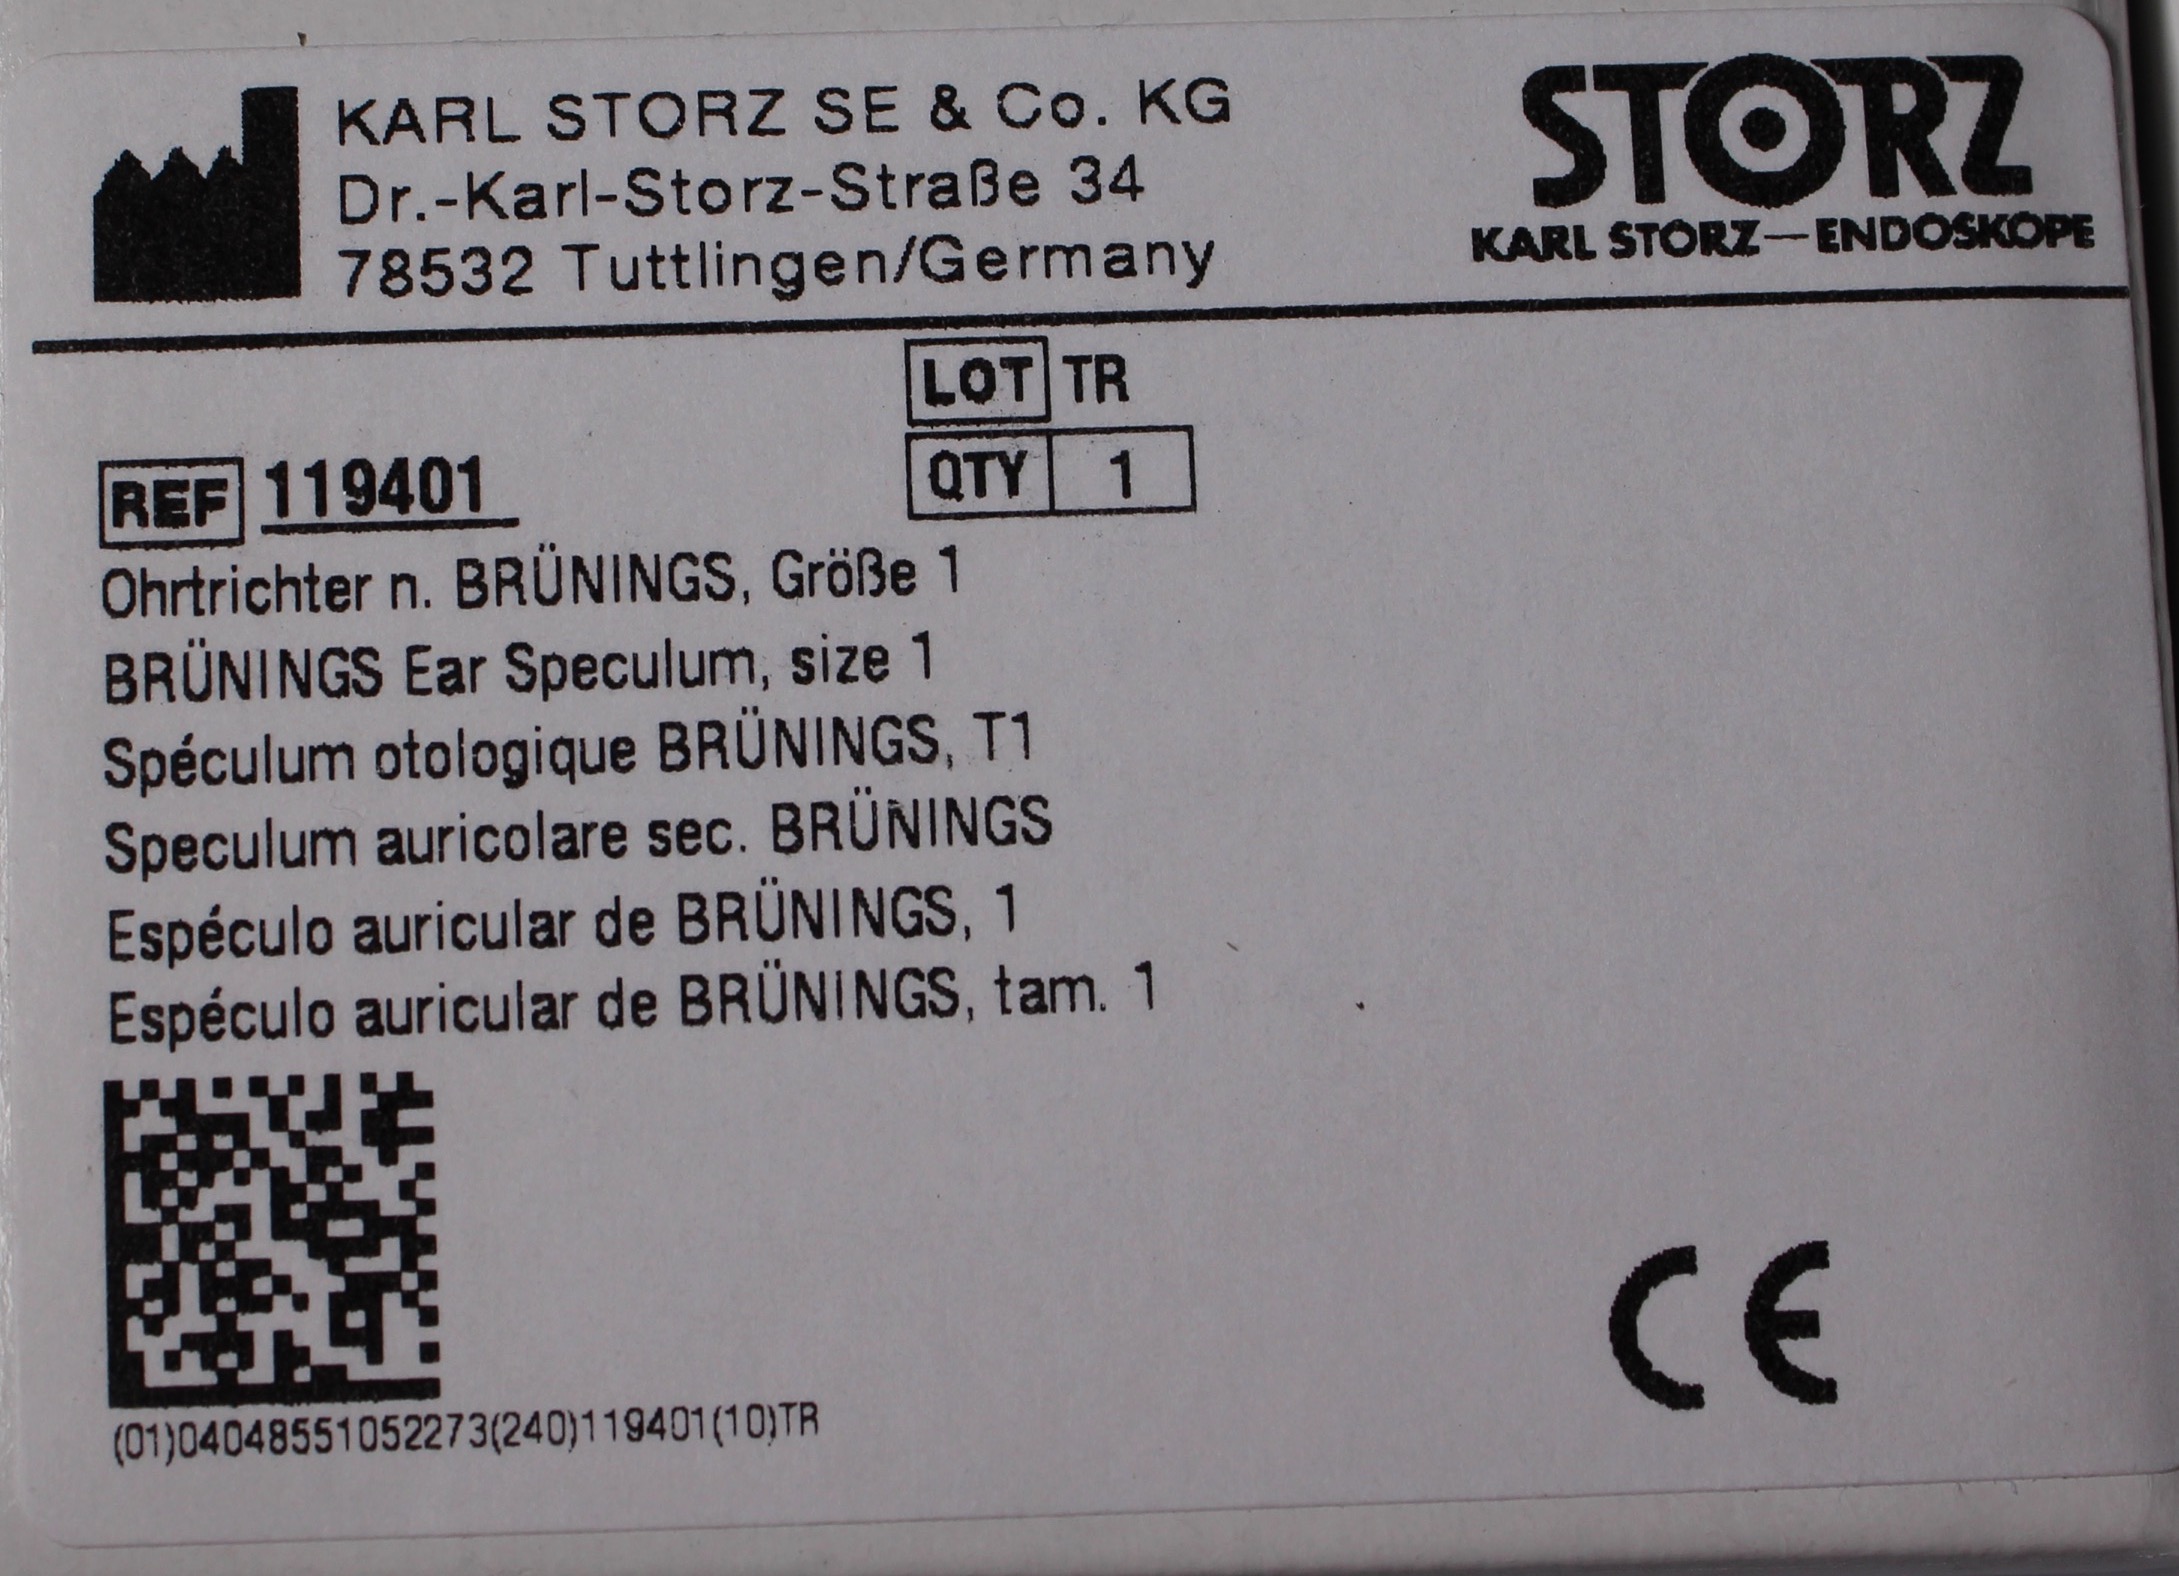 KARL STORZ SE & Co. KG
Dr.-Karl-Storz-Straße 34
78532 Tuttlingen/Germany
STORZ
KARL STORZ—ENDOSKOPE
LOT TR
QTY 1
REF 119401
Ohrtrichter n. BRÜNINGS, Größe 1
BRÜNINGS Ear Speculum, size 1
Spéculum otologique BRÜNINGS, T1
Speculum auricolare sec. BRÜNINGS
Espéculo auricular de BRÜNINGS, 1
Espéculo auricular de BRÜNINGS, tam. 1
(01)04048551052273(240)119401(10)TR
CE